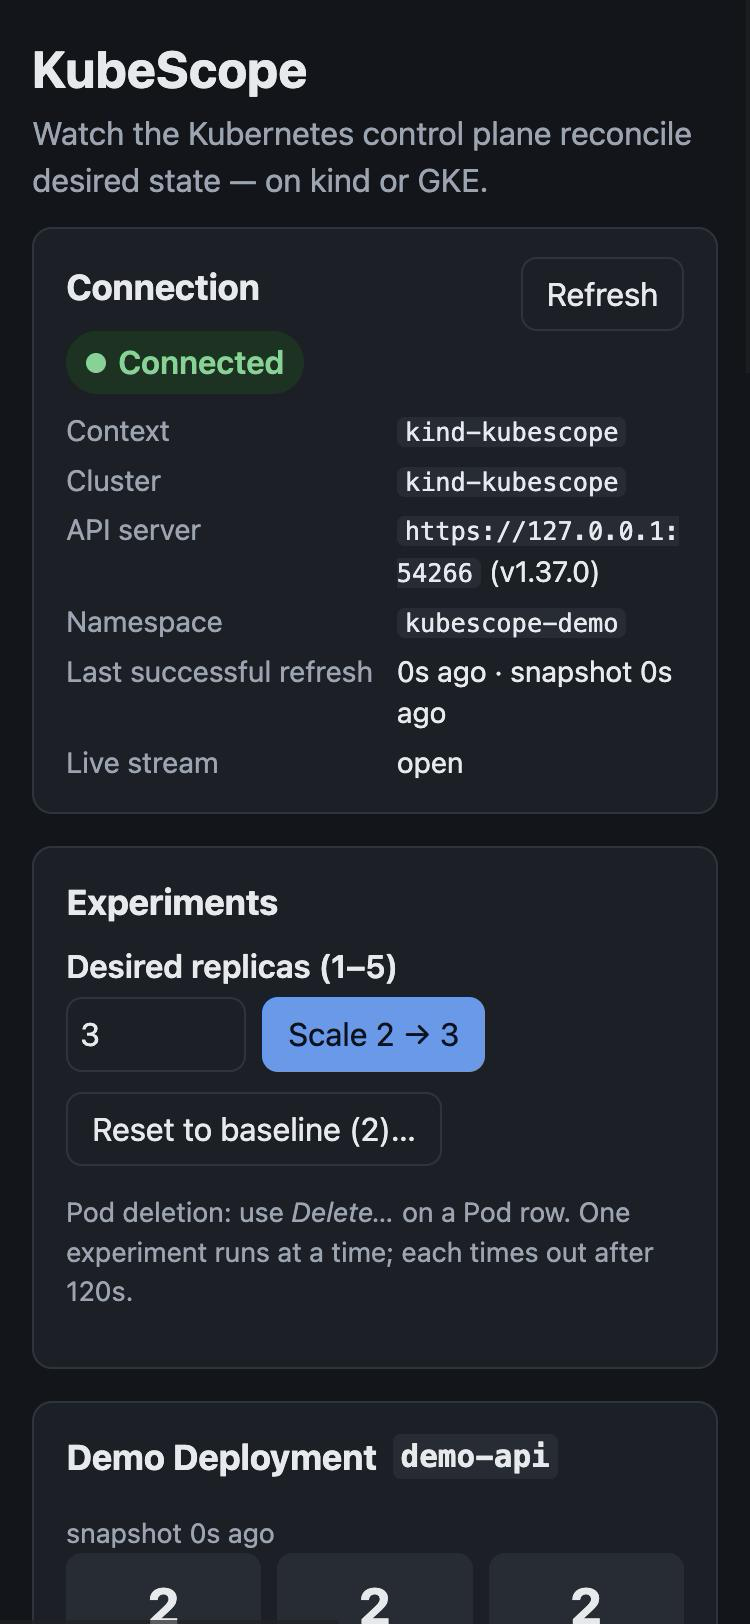 KubeScope
Watch the Kubernetes control plane reconcile
desired state — on kind or GKE.
Connection
Refresh
Connected
Context kind-kubescope
Cluster kind-kubescope
API server https://127.0.0.1:
54266 (v1.37.0)
Namespace kubescope-demo
Last successful refresh 0s ago · snapshot 0s
ago
Live stream open
Experiments
Desired replicas (1–5)
3 Scale 2 → 3
Reset to baseline (2)...
Pod deletion: use Delete... on a Pod row. One
experiment runs at a time; each times out after
120s.
Demo Deployment demo-api
snapshot 0s ago
2 2 2